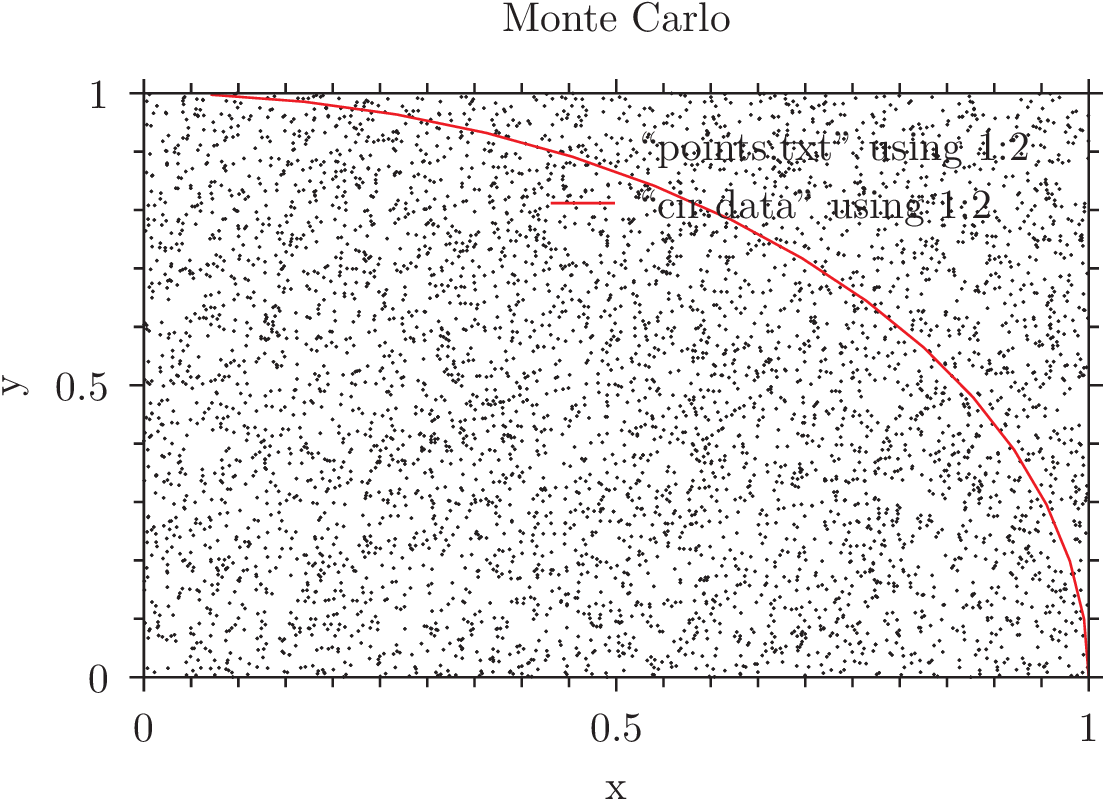 Monte Carlo
1
“points.txt” using 1.2
“cir.data” using 1.2
y
0.5
0
0 0.5 1
x